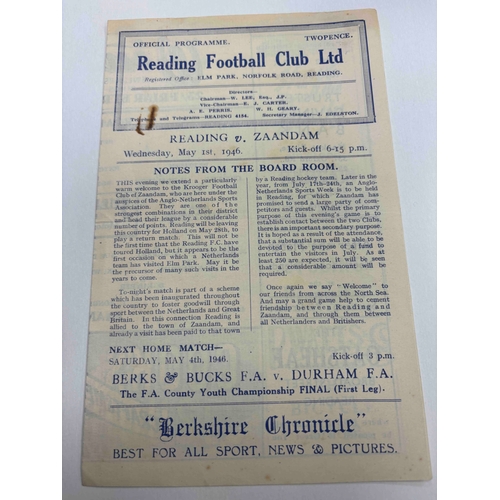 OFFICIAL PROGRAMME. TWOPENCE.
Reading Football Club Ltd
Registered Office: ELM PARK, NORFOLK ROAD, READING.
Directors—
Chairman—W. LEE, Esq., J.P.
Vice-Chairman—E. J. CARTER.
A. E. PERRIS. W. H. GEARY.
and Telegrams—READING 4184. Secretary Manager—J. EDELSTON.
READING v. ZAANDAM
Wednesday, May 1st, 1946. Kick-off 6-15 p.m.
NOTES FROM THE BOARD ROOM.
THIS evening we extend a particularly
warm welcome to the Krooger Football
Club of Zaandam, who are here under the
auspices of the Anglo-Netherlands Sports
Association. They are one of the
strongest combinations in their district
and head their league by a considerable
number of points. Reading will be leaving
this country for Holland on May 28th, to
play a return match. This will not be
the first time that the Reading F.C. have
toured Holland, but it appears to be the
first occasion on which a Netherlands
team has visited Elm Park. May it be
the precursor of many such visits in the
years to come.
To-night's match is part of a scheme
which has been inaugurated throughout
the country to foster goodwill through
sport between the Netherlands and Great
Britain. In this connection Reading is
allied to the town of Zaandam, and
should already have been paid to that town
by a Reading hockey team. Later in the
year, from July 17th-24th, an Anglo-
Netherlands Sports Week is to be held
in Reading, for which Zaandam has
promised to send a large party of com-
petitors and guests. Whilst the primary
purpose of this evening's game is to
establish contact between the two Clubs,
there is an important secondary purpose.
It is hoped as a result of the attendance,
that a substantial sum will be able to be
devoted to the purpose of a fund to
entertain the visitors in July. As at
least 250 are expected, it will be seen
that a considerable amount will be
required.
Once again we say "Welcome" to
our friends from across the North Sea.
And may a grand game help to cement
friendship between Reading and
Zaandam, and through them between
all Netherlanders and Britishers.
NEXT HOME MATCH—
SATURDAY, MAY 4th, 1946. Kick-off 3 p.m.
BERKS & BUCKS F.A. v. DURHAM F.A.
The F.A. County Youth Championship FINAL (First Leg).
"Berkshire Chronicle"
BEST FOR ALL SPORT, NEWS & PICTURES.